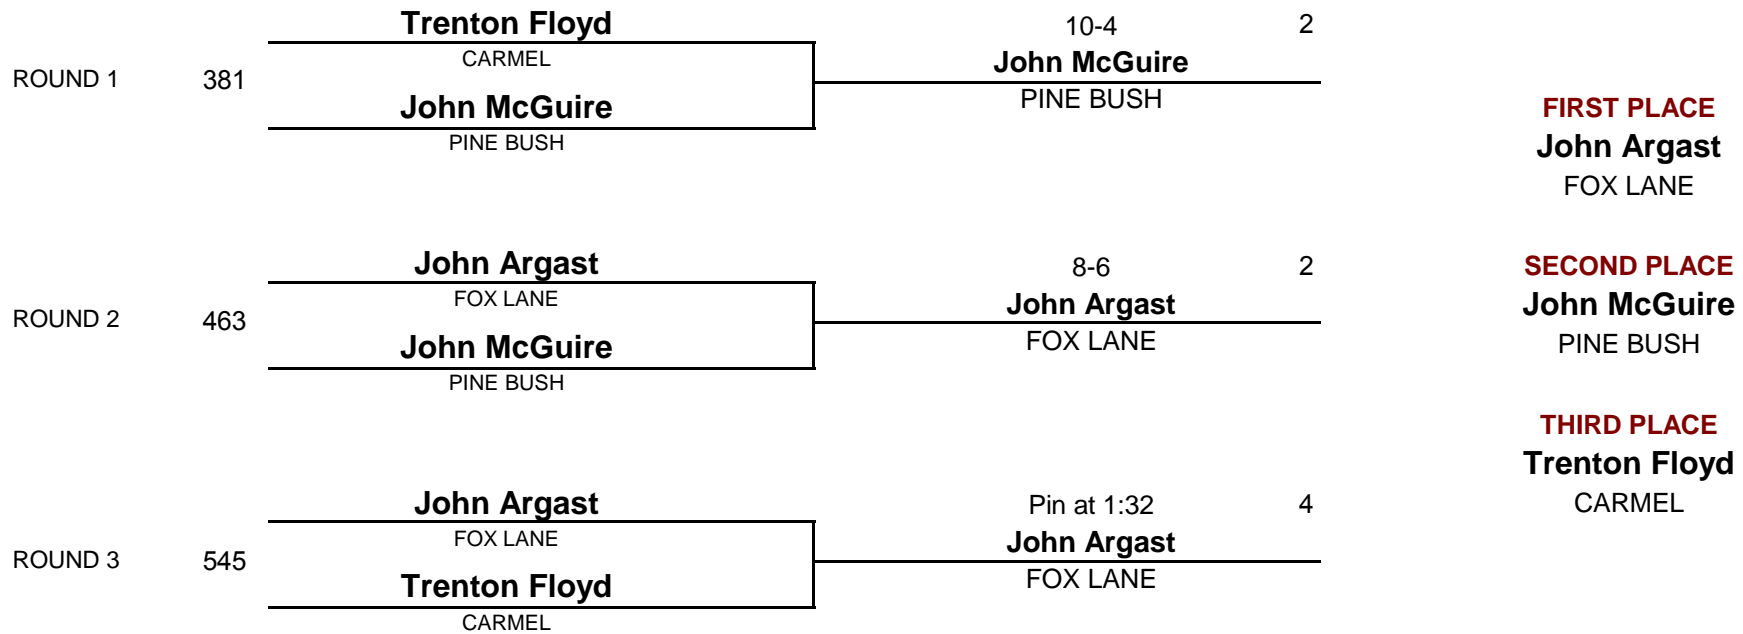 Trenton Floyd
CARMEL
ROUND 1 381
John McGuire
PINE BUSH
10-4 2
John McGuire
PINE BUSH
John Argast
FOX LANE
ROUND 2 463
John McGuire
PINE BUSH
8-6 2
John Argast
FOX LANE
John Argast
FOX LANE
ROUND 3 545
Trenton Floyd
CARMEL
Pin at 1:32 4
John Argast
FOX LANE
FIRST PLACE
John Argast
FOX LANE
SECOND PLACE
John McGuire
PINE BUSH
THIRD PLACE
Trenton Floyd
CARMEL